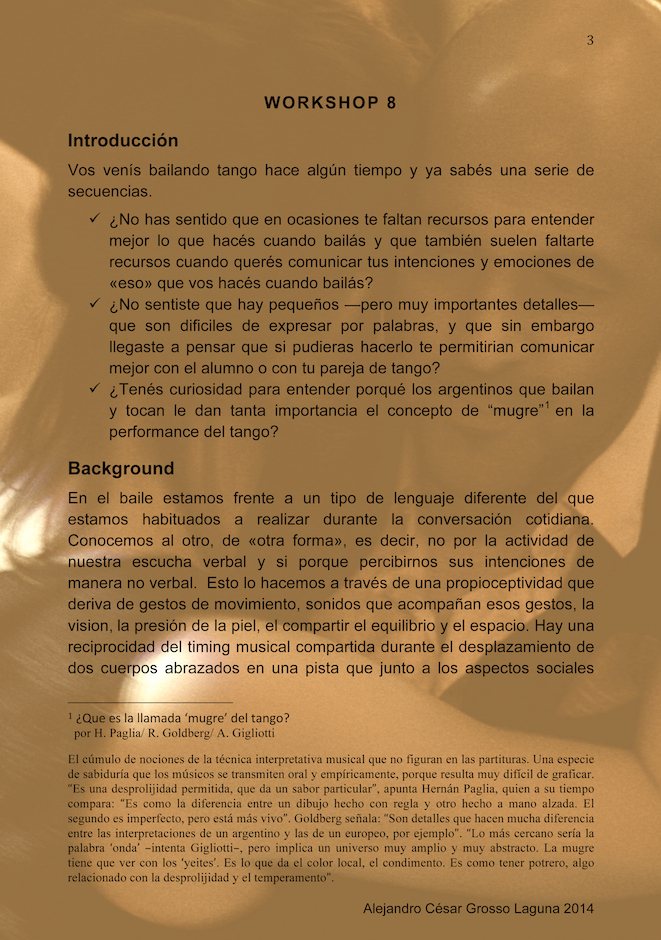 3
WORKSHOP 8
Introducción
Vos venís bailando tango hace algún tiempo y ya sabés una serie de
secuencias.
✓ ¿No has sentido que en ocasiones te faltan recursos para entender
mejor lo que hacés cuando bailás y que también suelen faltarte
recursos cuando querés comunicar tus intenciones y emociones de
«eso» que vos hacés cuando bailás?
✓ ¿No sentiste que hay pequeños —pero muy importantes detalles—
que son dificiles de expresar por palabras, y que sin embargo
llegaste a pensar que si pudieras hacerlo te permitirian comunicar
mejor con el alumno o con tu pareja de tango?
✓ ¿Tenés curiosidad para entender porqué los argentinos que bailan
y tocan le dan tanta importancia el concepto de “mugre”1 en la
performance del tango?
Background
En el baile estamos frente a un tipo de lenguaje diferente del que
estamos habituados a realizar durante la conversación cotidiana.
Conocemos al otro, de «otra forma», es decir, no por la actividad de
nuestra escucha verbal y si porque percibirnos sus intenciones de
manera no verbal. Esto lo hacemos a través de una propioceptividad que
deriva de gestos de movimiento, sonidos que acompañan esos gestos, la
vision, la presión de la piel, el compartir el equilibrio y el espacio. Hay una
reciprocidad del timing musical compartida durante el desplazamiento de
dos cuerpos abrazados en una pista que junto a los aspectos sociales
1 ¿Que es la llamada ‘mugre’ del tango?
por H. Paglia/ R. Goldberg/ A. Gigliotti
El cúmulo de nociones de la técnica interpretativa musical que no figuran en las partituras. Una especie
de sabiduría que los músicos se transmiten oral y empíricamente, porque resulta muy difícil de graficar.
"Es una desprolijidad permitida, que da un sabor particular", apunta Hernán Paglia, quien a su tiempo
compara: "Es como la diferencia entre un dibujo hecho con regla y otro hecho a mano alzada. El
segundo es imperfecto, pero está más vivo". Goldberg señala: "Son detalles que hacen mucha diferencia
entre las interpretaciones de un argentino y las de un europeo, por ejemplo". "Lo más cercano sería la
palabra 'onda' –intenta Gigliotti–, pero implica un universo muy amplio y muy abstracto. La mugre
tiene que ver con los 'yeites'. Es lo que da el color local, el condimento. Es como tener potrero, algo
relacionado con la desprolijidad y el temperamento".
Alejandro César Grosso Laguna 2014